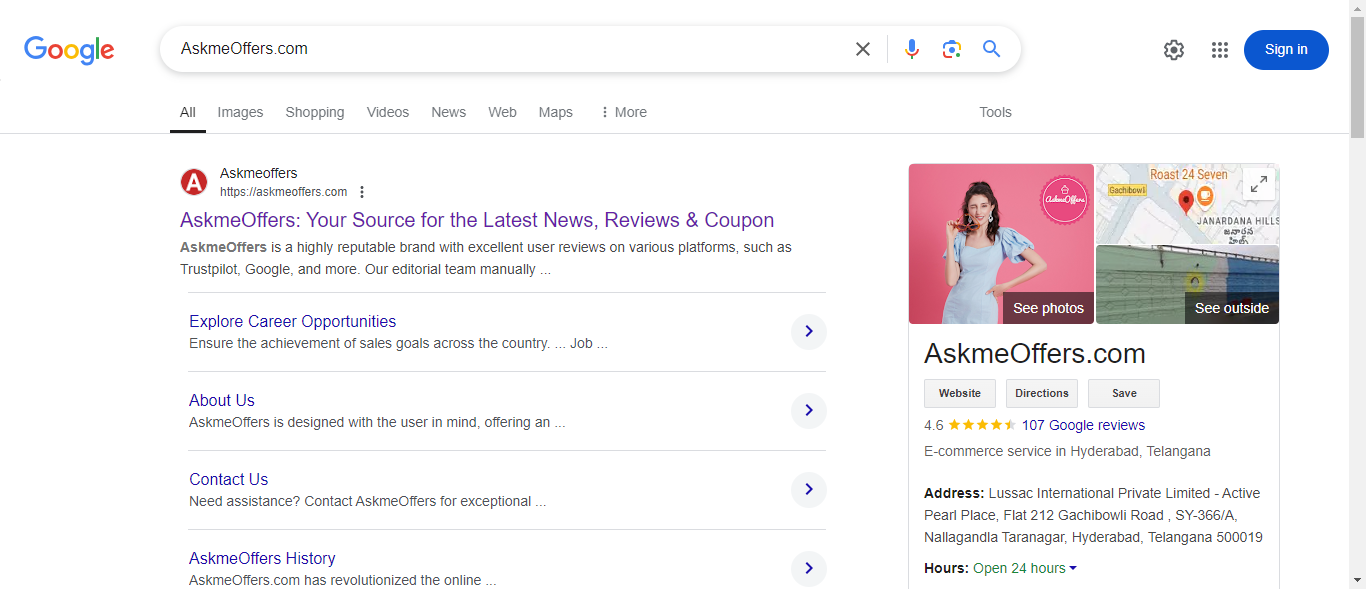 Google
AskmeOffers.com
Sign in
All
Images
Shopping
Videos
News
Web
Maps
More
Tools
A
Askmeoffers
https://askmeoffers.com
AskmeOffers: Your Source for the Latest News, Reviews & Coupon
AskmeOffers is a highly reputable brand with excellent user reviews on various platforms, such as
Trustpilot, Google, and more. Our editorial team manually ...
Explore Career Opportunities
Ensure the achievement of sales goals across the country. ... Job ...
About Us
AskmeOffers is designed with the user in mind, offering an ...
Contact Us
Need assistance? Contact AskmeOffers for exceptional ...
AskmeOffers History
AskmeOffers.com has revolutionized the online ...
AskmeOffers
See photos
Roast 24 Seven
Gachibowli
JANARDANA HILLS
జనార్దన
హిల్స్
See outside
AskmeOffers.com
Website
Directions
Save
4.6
107 Google reviews
E-commerce service in Hyderabad, Telangana
Address: Lussac International Private Limited - Active
Pearl Place, Flat 212 Gachibowli Road , SY-366/A,
Nallagandla Taranagar, Hyderabad, Telangana 500019
Hours: Open 24 hours